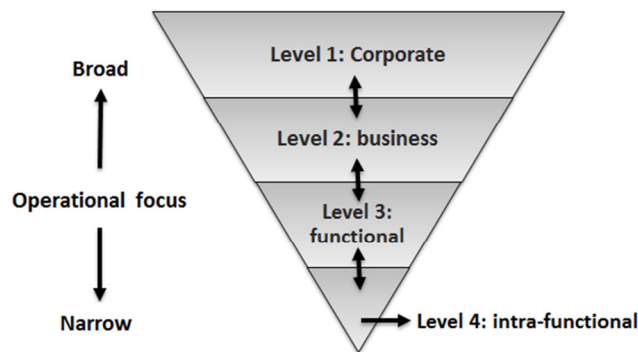 Level 1: Corporate
Broad
Level 2: business
Operational focus
Level 3:
functional
Narrow
Level 4: intra-functional